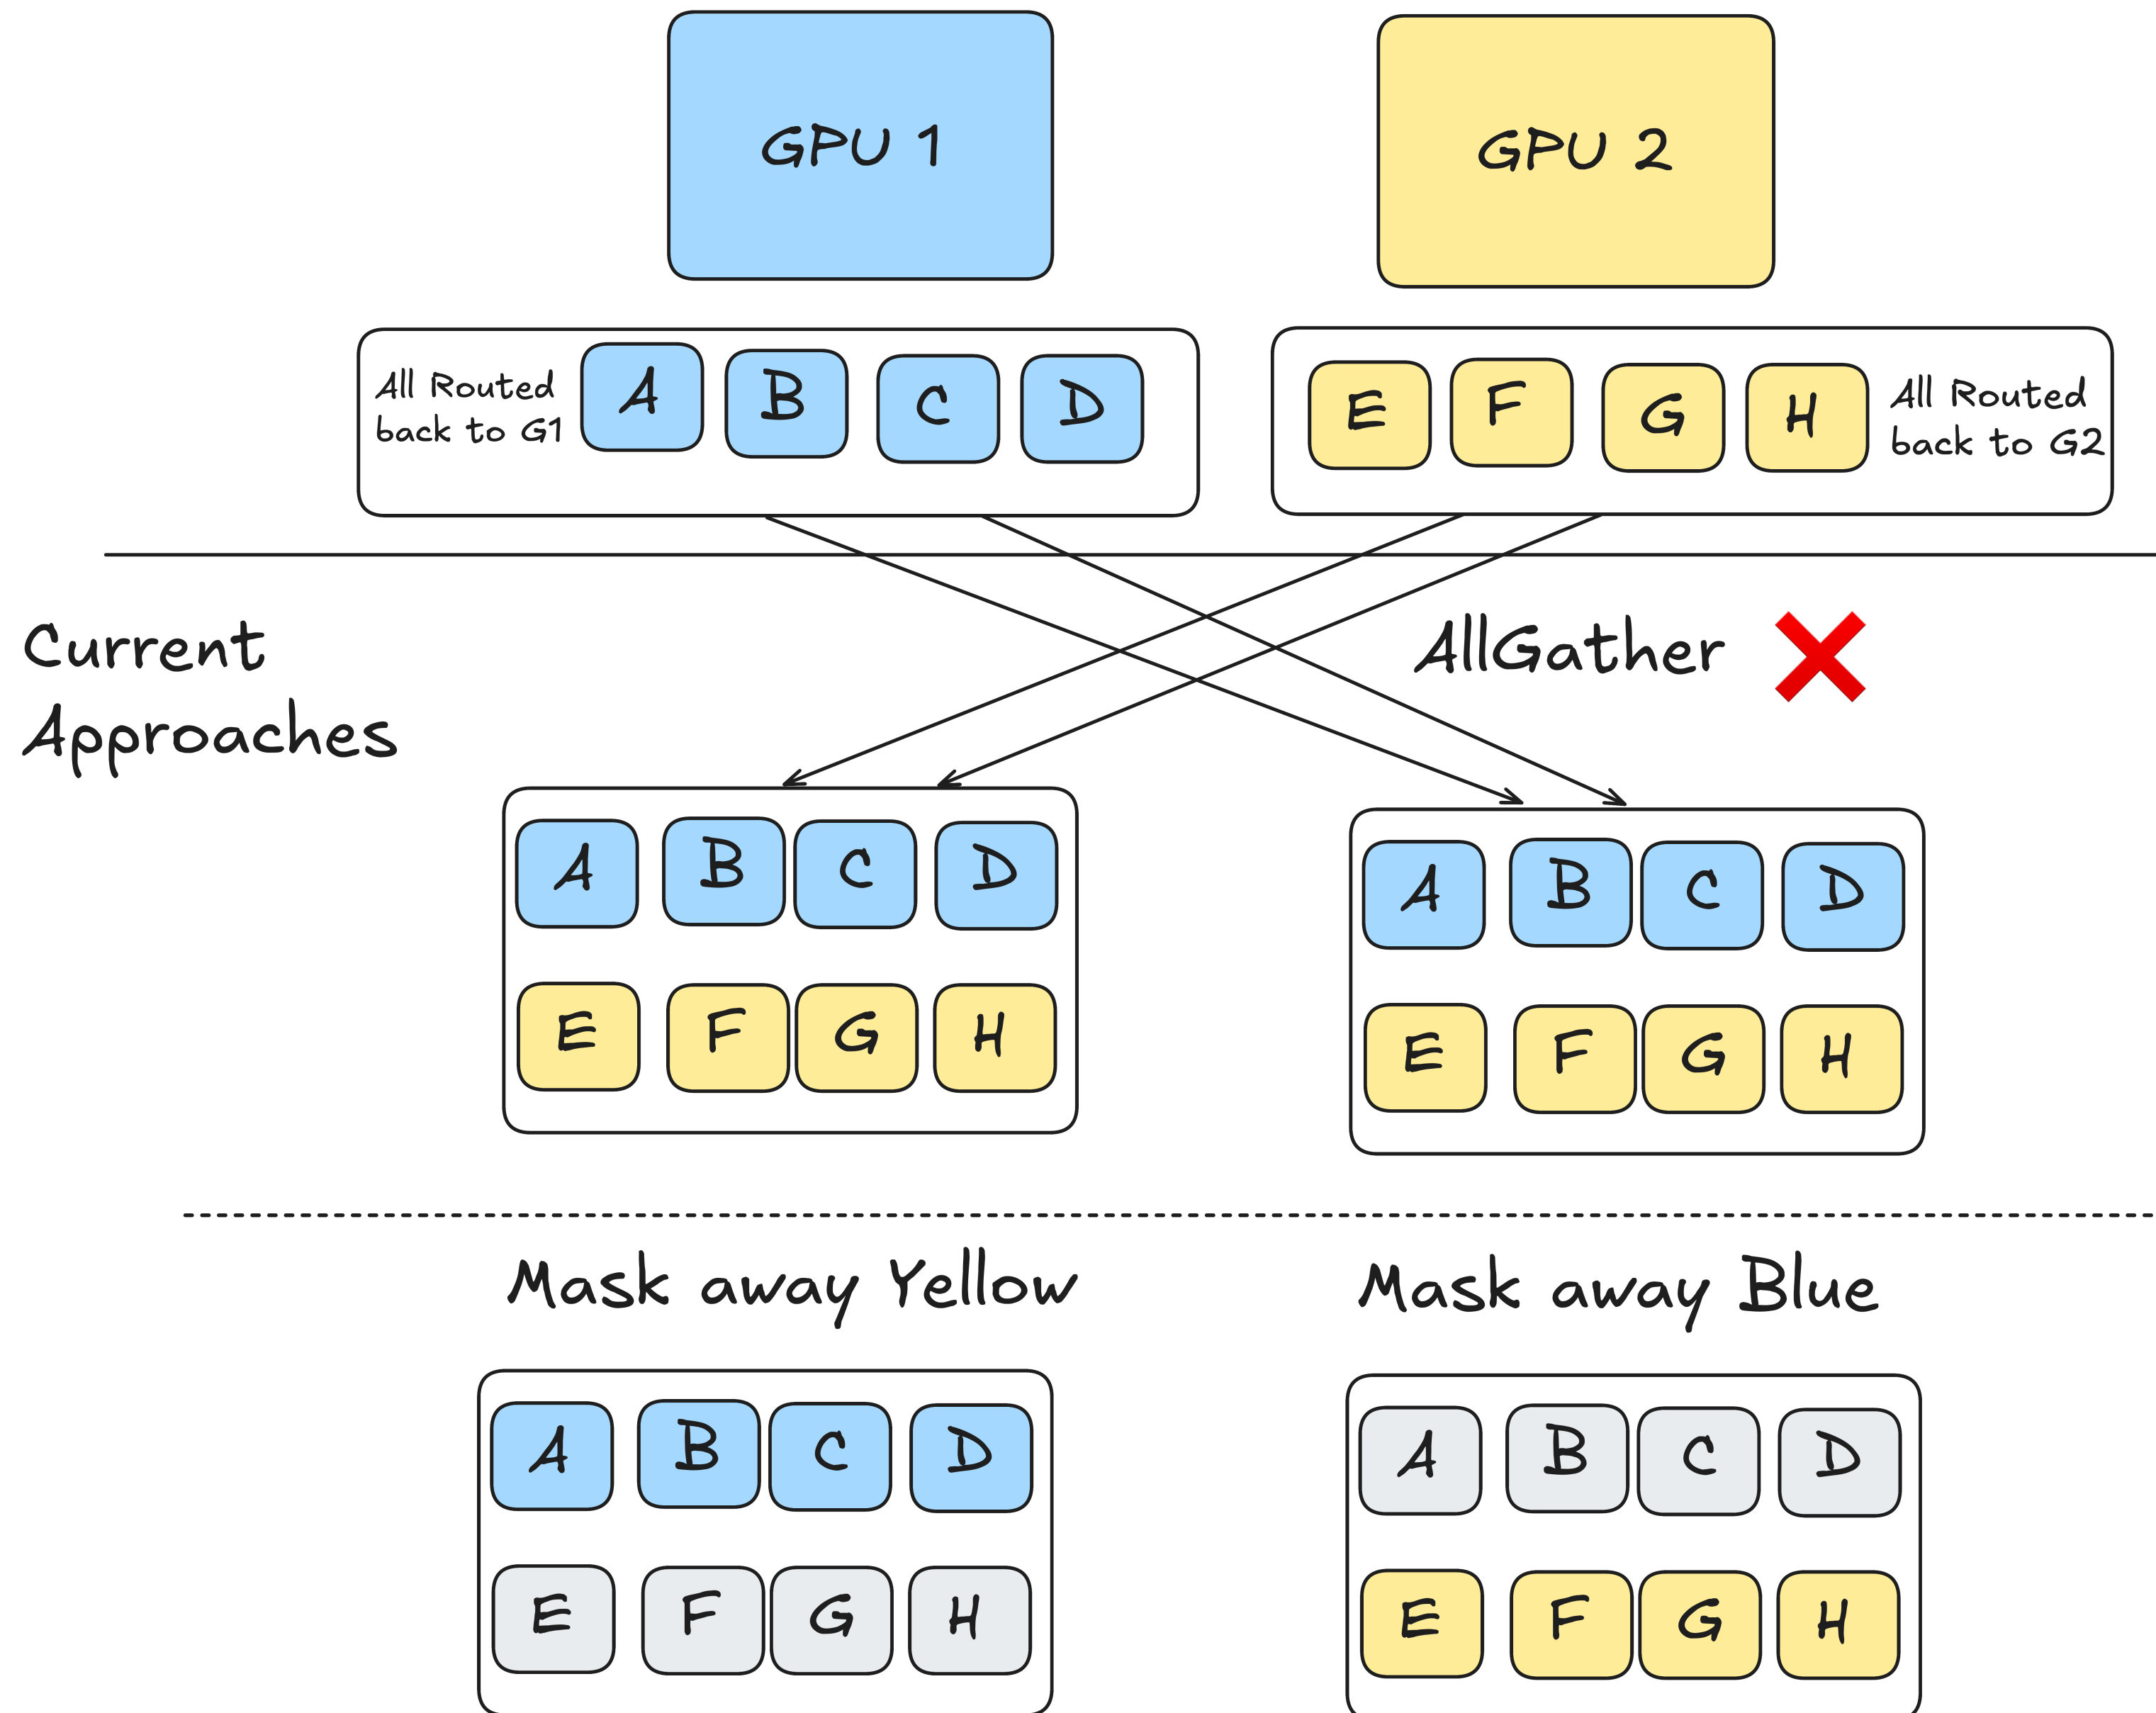 GPU 1
GPU 2
All Routed
back to G1
A B C D
E F G H
All Routed
back to G2
Current
Approaches
AllGather
A B C D
E F G H
A B C D
E F G H
Mask away Yellow
Mask away Blue
A B C D
E F G H
A B C D
E F G H